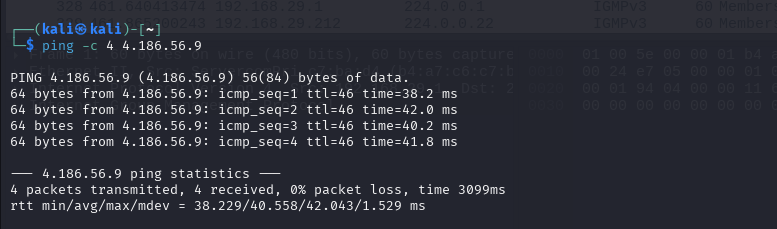 328 461.640413474 192.168.29.1 224.0.0.1 IGMPv3 60 Members
192.168.29.212 224.0.0.22 IGMPv3 60 Member
┌──(kali㉿kali)-[~]
└─$ ping -c 4 4.186.56.9
PING 4.186.56.9 (4.186.56.9) 56(84) bytes of data.
64 bytes from 4.186.56.9: icmp_seq=1 ttl=46 time=38.2 ms
64 bytes from 4.186.56.9: icmp_seq=2 ttl=46 time=42.0 ms
64 bytes from 4.186.56.9: icmp_seq=3 ttl=46 time=40.2 ms
64 bytes from 4.186.56.9: icmp_seq=4 ttl=46 time=41.8 ms
--- 4.186.56.9 ping statistics ---
4 packets transmitted, 4 received, 0% packet loss, time 3099ms
rtt min/avg/max/mdev = 38.229/40.558/42.043/1.529 ms